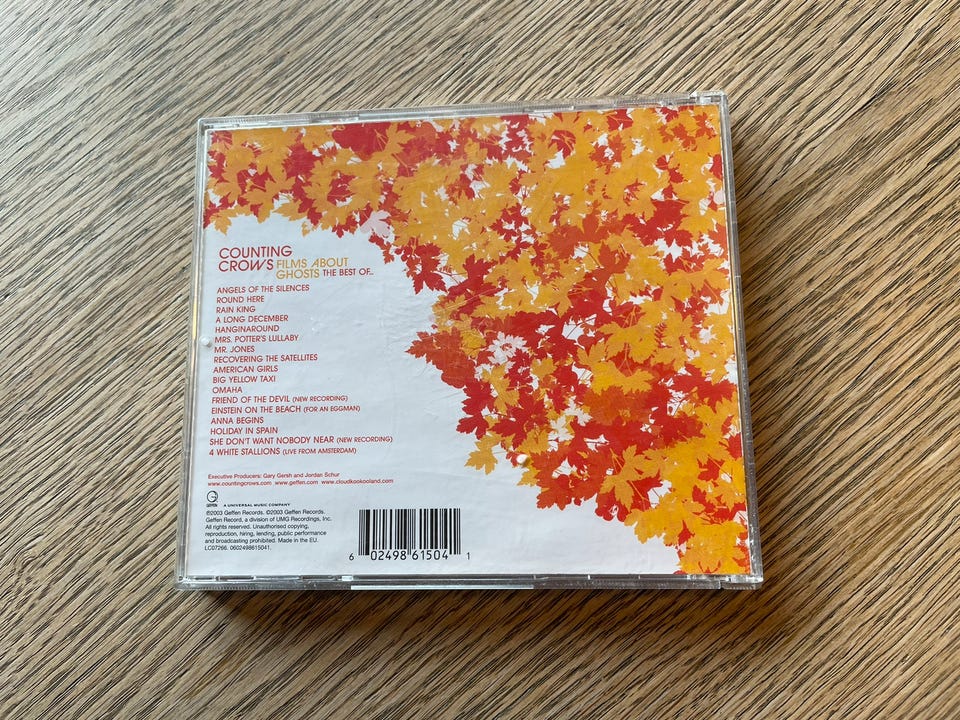 COUNTING
CROWS FILMS ABOUT
GHOSTS THE BEST OF..
ANGELS OF THE SILENCES
ROUND HERE
RAIN KING
A LONG DECEMBER
HANGINAROUND
MRS. POTTER'S LULLABY
MR. JONES
RECOVERING THE SATELLITES
AMERICAN GIRLS
BIG YELLOW TAXI
OMAHA
FRIEND OF THE DEVIL (NEW RECORDING)
EINSTEIN ON THE BEACH (FOR AN EGGMAN)
ANNA BEGINS
HOLIDAY IN SPAIN
SHE DON'T WANT NOBODY NEAR (NEW RECORDING)
4 WHITE STALLIONS (LIVE FROM AMSTERDAM)
Executive Producers: Gary Gersh and Jordan Schur
www.countingcrows.com www.geffen.com www.cloudkookooland.com
GEFFEN
A UNIVERSAL MUSIC COMPANY
℗2003 Geffen Records. ©2003 Geffen Records.
Geffen Record, a division of UMG Recordings, Inc.
All rights reserved. Unauthorised copying,
reproduction, hiring, lending, public performance
and broadcasting prohibited. Made in the EU.
LC07266. 0602498615041.
6 02498 61504 1